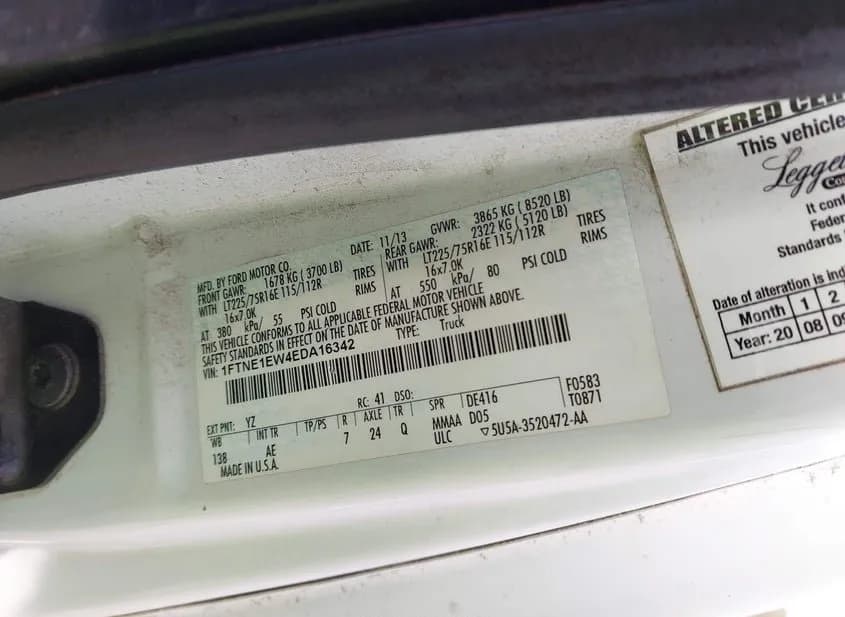 MFD. BY FORD MOTOR CO.
DATE: 11/13
GVWR: 3865 KG ( 8520 LB)
FRONT GAWR: 1678 KG ( 3700 LB)
REAR GAWR: 2322 KG ( 5120 LB)
WITH LT225/75R16E 115/112R TIRES
WITH LT225/75R16E 115/112R TIRES
16x7.0K RIMS
16x7.0K RIMS
AT 380 kPa/ 55 PSI COLD
AT 550 kPa/ 80 PSI COLD
THIS VEHICLE CONFORMS TO ALL APPLICABLE FEDERAL MOTOR VEHICLE
SAFETY STANDARDS IN EFFECT ON THE DATE OF MANUFACTURE SHOWN ABOVE.
VIN: 1FTNE1EW4EDA16342
TYPE: Truck
EXT PNT: YZ RC: 41 DSO:
WB INT TR TP/PS R AXLE TR SPR DE416 F0583
138 AE 7 24 Q MMAA D05 T0871
MADE IN U.S.A. ULC ▽5U5A-3520472-AA
ALTERED
This vehicle
Legge
It con
Feder
Standards
Date of alteration is ind
Month 1 2
Year: 20 08 09